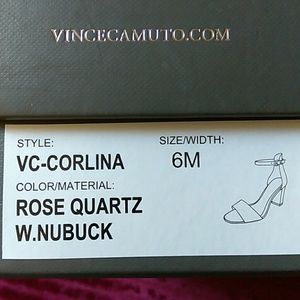 VINCECAMUTO.COM
STYLE:
VC-CORLINA
SIZE/WIDTH:
6M
COLOR/MATERIAL:
ROSE QUARTZ
W.NUBUCK